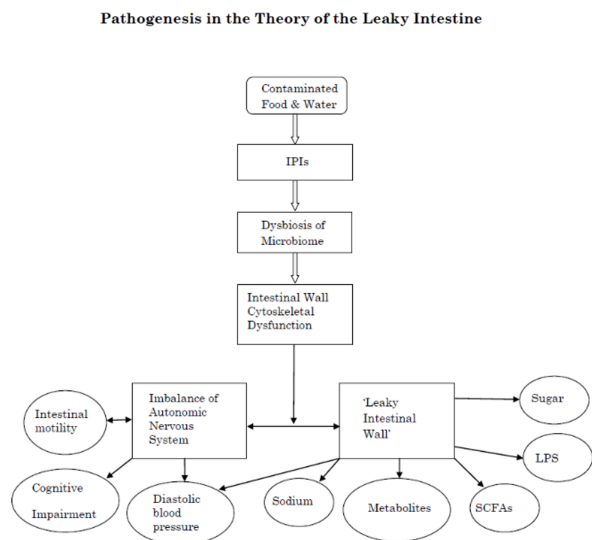 Pathogenesis in the Theory of the Leaky Intestine
Contaminated
Food & Water
IPIs
Dysbiosis of
Microbiome
Intestinal Wall
Cytoskeletal
Dysfunction
Imbalance of
Autonomic
Nervous
System
'Leaky
Intestinal
Wall'
Intestinal
motility
Sugar
LPS
Cognitive
Impairment
Diastolic
blood
pressure
Sodium
Metabolites
SCFAs